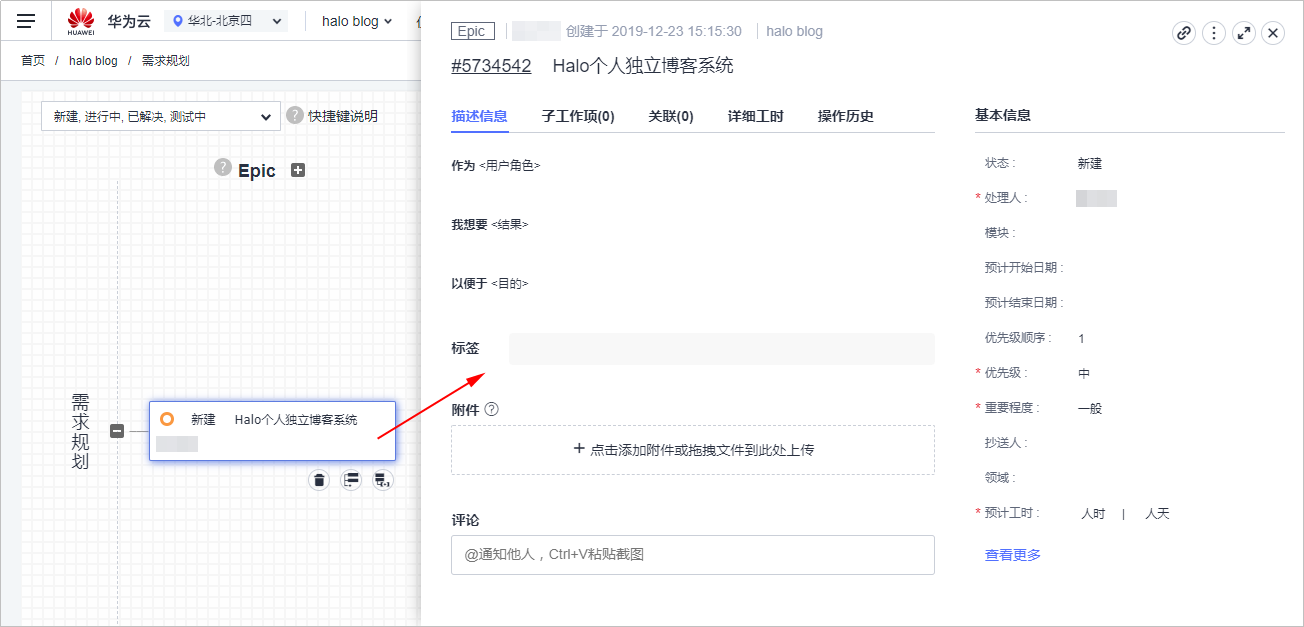 HUAWEI
华为云
华北-北京四
halo blog
首页 / halo blog / 需求规划
新建, 进行中, 已解决, 测试中
? 快捷键说明
? Epic
需求规划
新建 Halo个人独立博客系统
Epic
创建于 2019-12-23 15:15:30
halo blog
#5734542 Halo个人独立博客系统
描述信息 子工作项(0) 关联(0) 详细工时 操作历史
作为 <用户角色>
我想要 <结果>
以便于 <目的>
标签
附件 ?
+ 点击添加附件或拖拽文件到此处上传
评论
@通知他人，Ctrl+V粘贴截图
基本信息
状态 : 新建
* 处理人 :
模块 :
预计开始日期 :
预计结束日期 :
优先级顺序 : 1
* 优先级 : 中
* 重要程度 : 一般
抄送人 :
领域 :
* 预计工时 : 人时 | 人天
查看更多